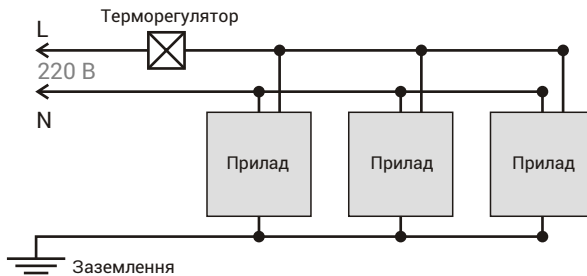 Терморегулятор
L
220 В
N
Прилад
Прилад
Прилад
Заземлення